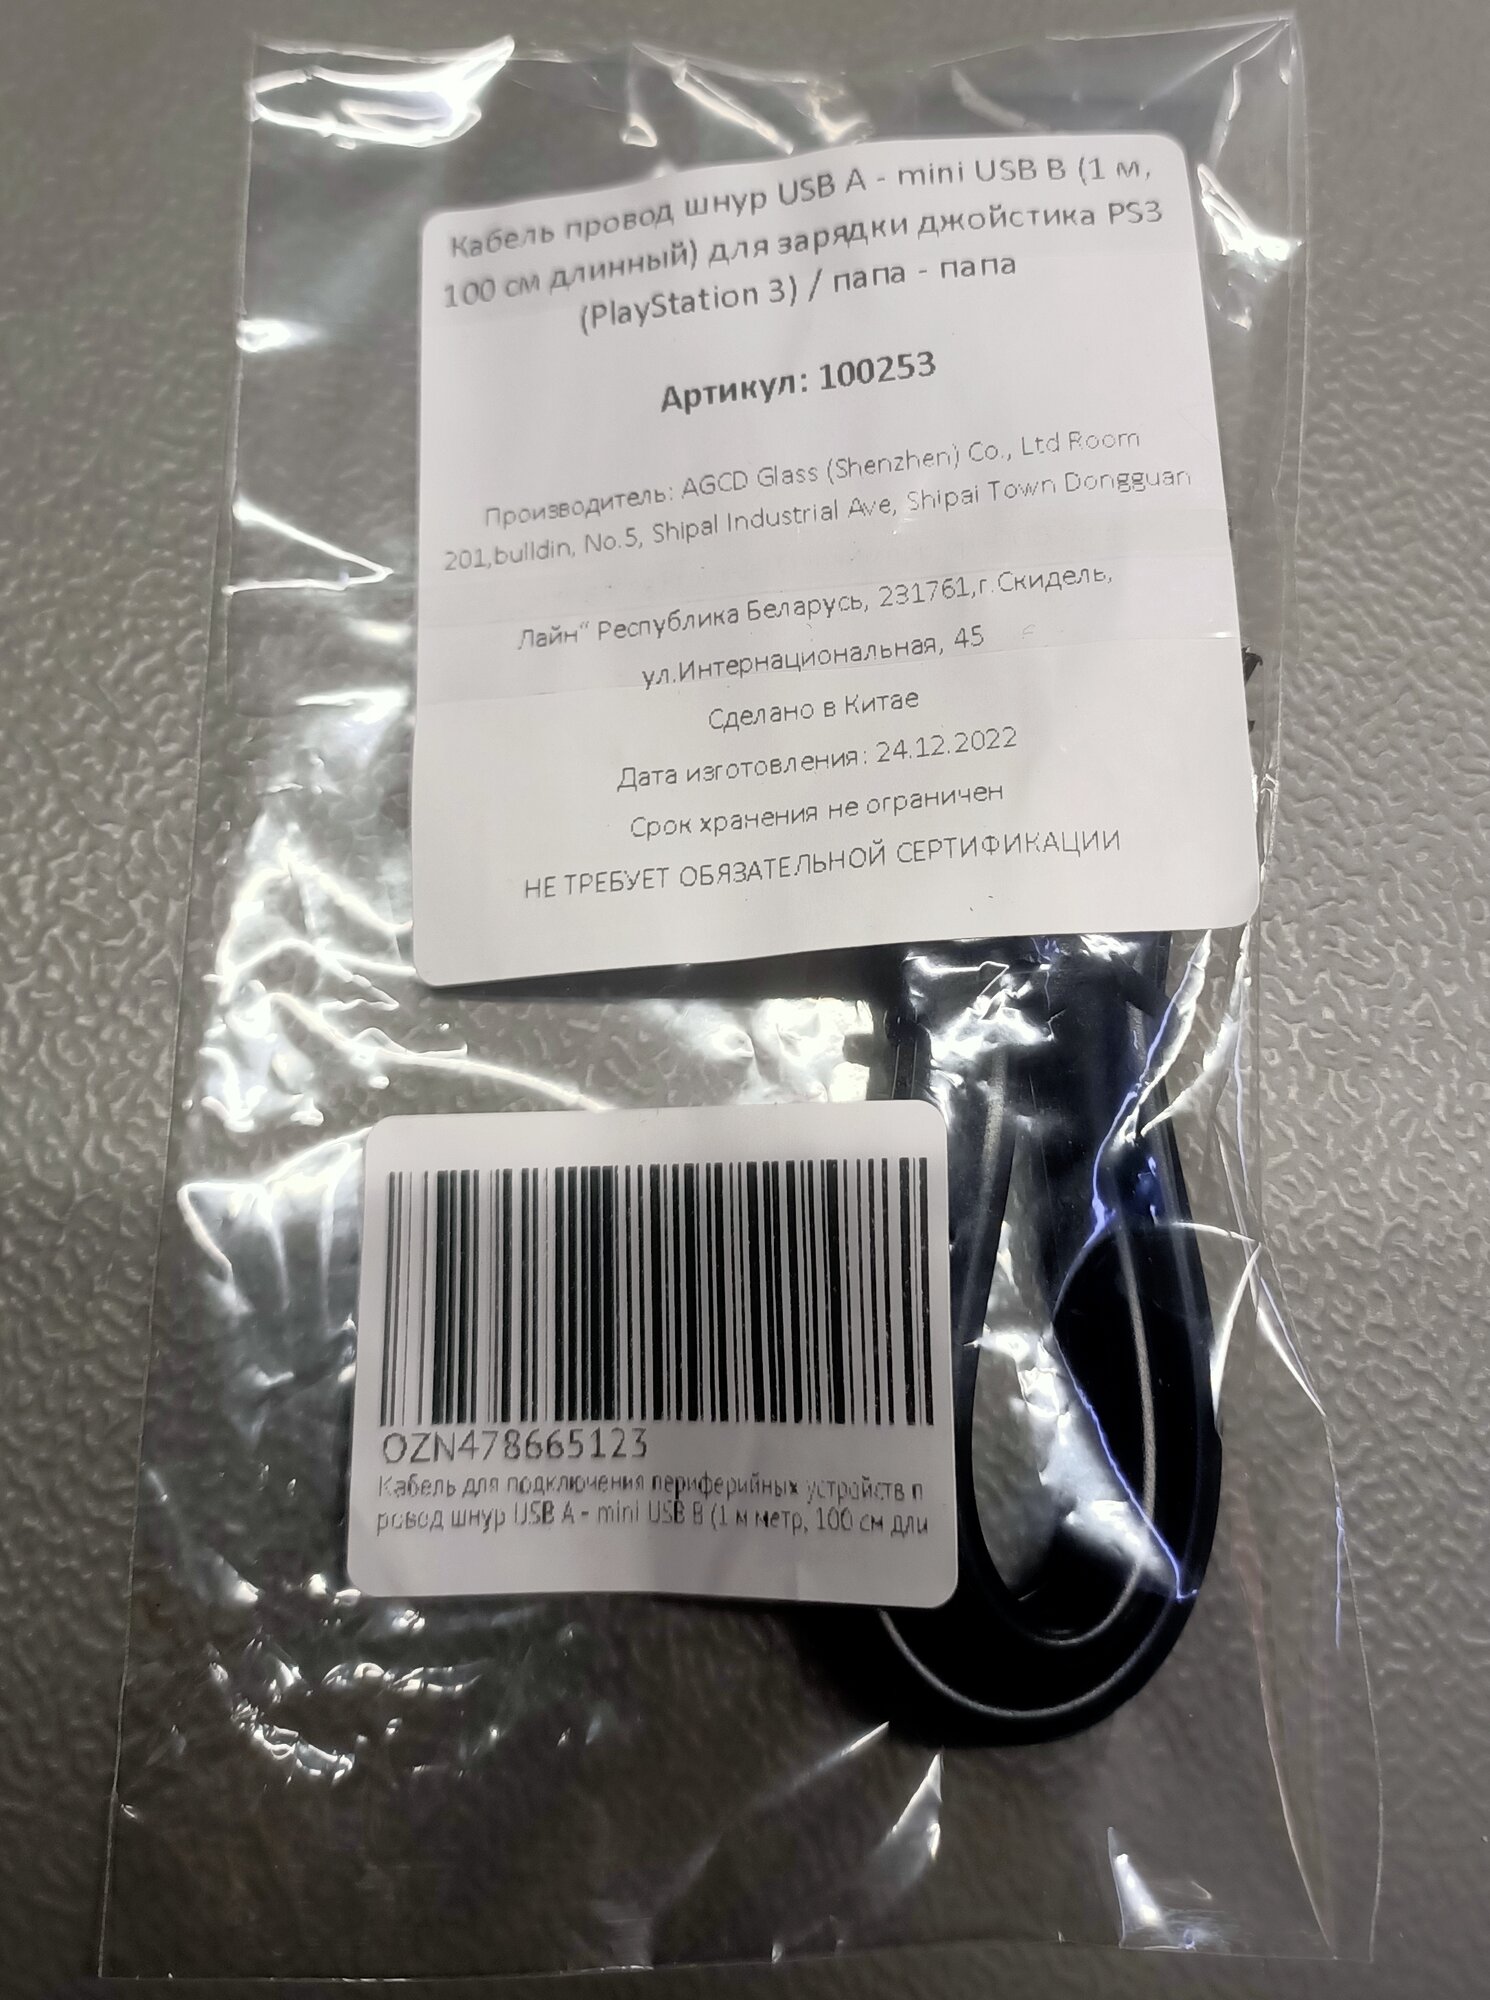 Кабель провод шнур USB A - mini USB B (1 м,
100 см длинный) для зарядки джойстика PS3
(PlayStation 3) / папа - папа
Артикул: 100253
Производитель: AGCD Glass (Shenzhen) Co., Ltd Room
201,bulldin, No.5, Shipal Industrial Ave, Shipai Town Dongguan
Лайн“ Республика Беларусь, 231761,г.Скидель,
ул.Интернациональная, 45
Сделано в Китае
Дата изготовления: 24.12.2022
Срок хранения не ограничен
НЕ ТРЕБУЕТ ОБЯЗАТЕЛЬНОЙ СЕРТИФИКАЦИИ
OZN478665123
Кабель для подключения периферийных устройств п
ровод шнур USB A - mini USB B (1 м метр, 100 см дли